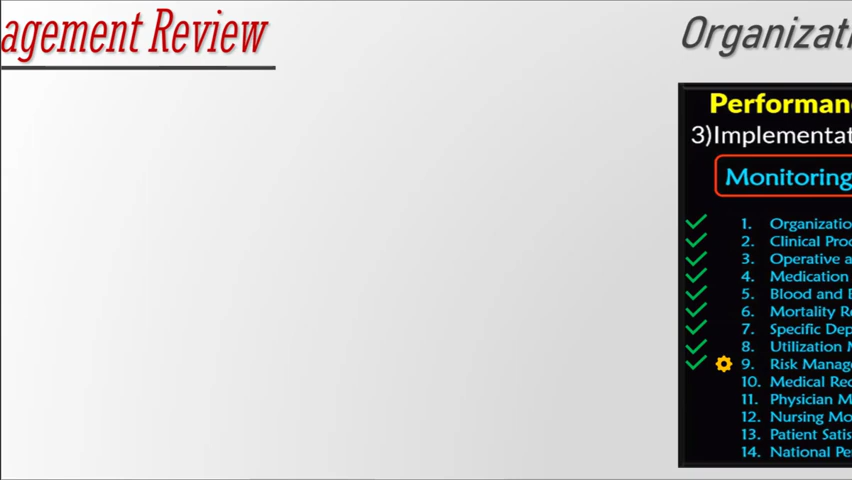 agement Review
Organizati
Performan
3)Implementat
Monitoring
1. Organizatio
2. Clinical Pro
3. Operative a
4. Medication
5. Blood and
6. Mortality Re
7. Specific Dep
8. Utilization
9. Risk Manage
10. Medical Rec
11. Physician M
12. Nursing Mo
13. Patient Satis
14. National Pe